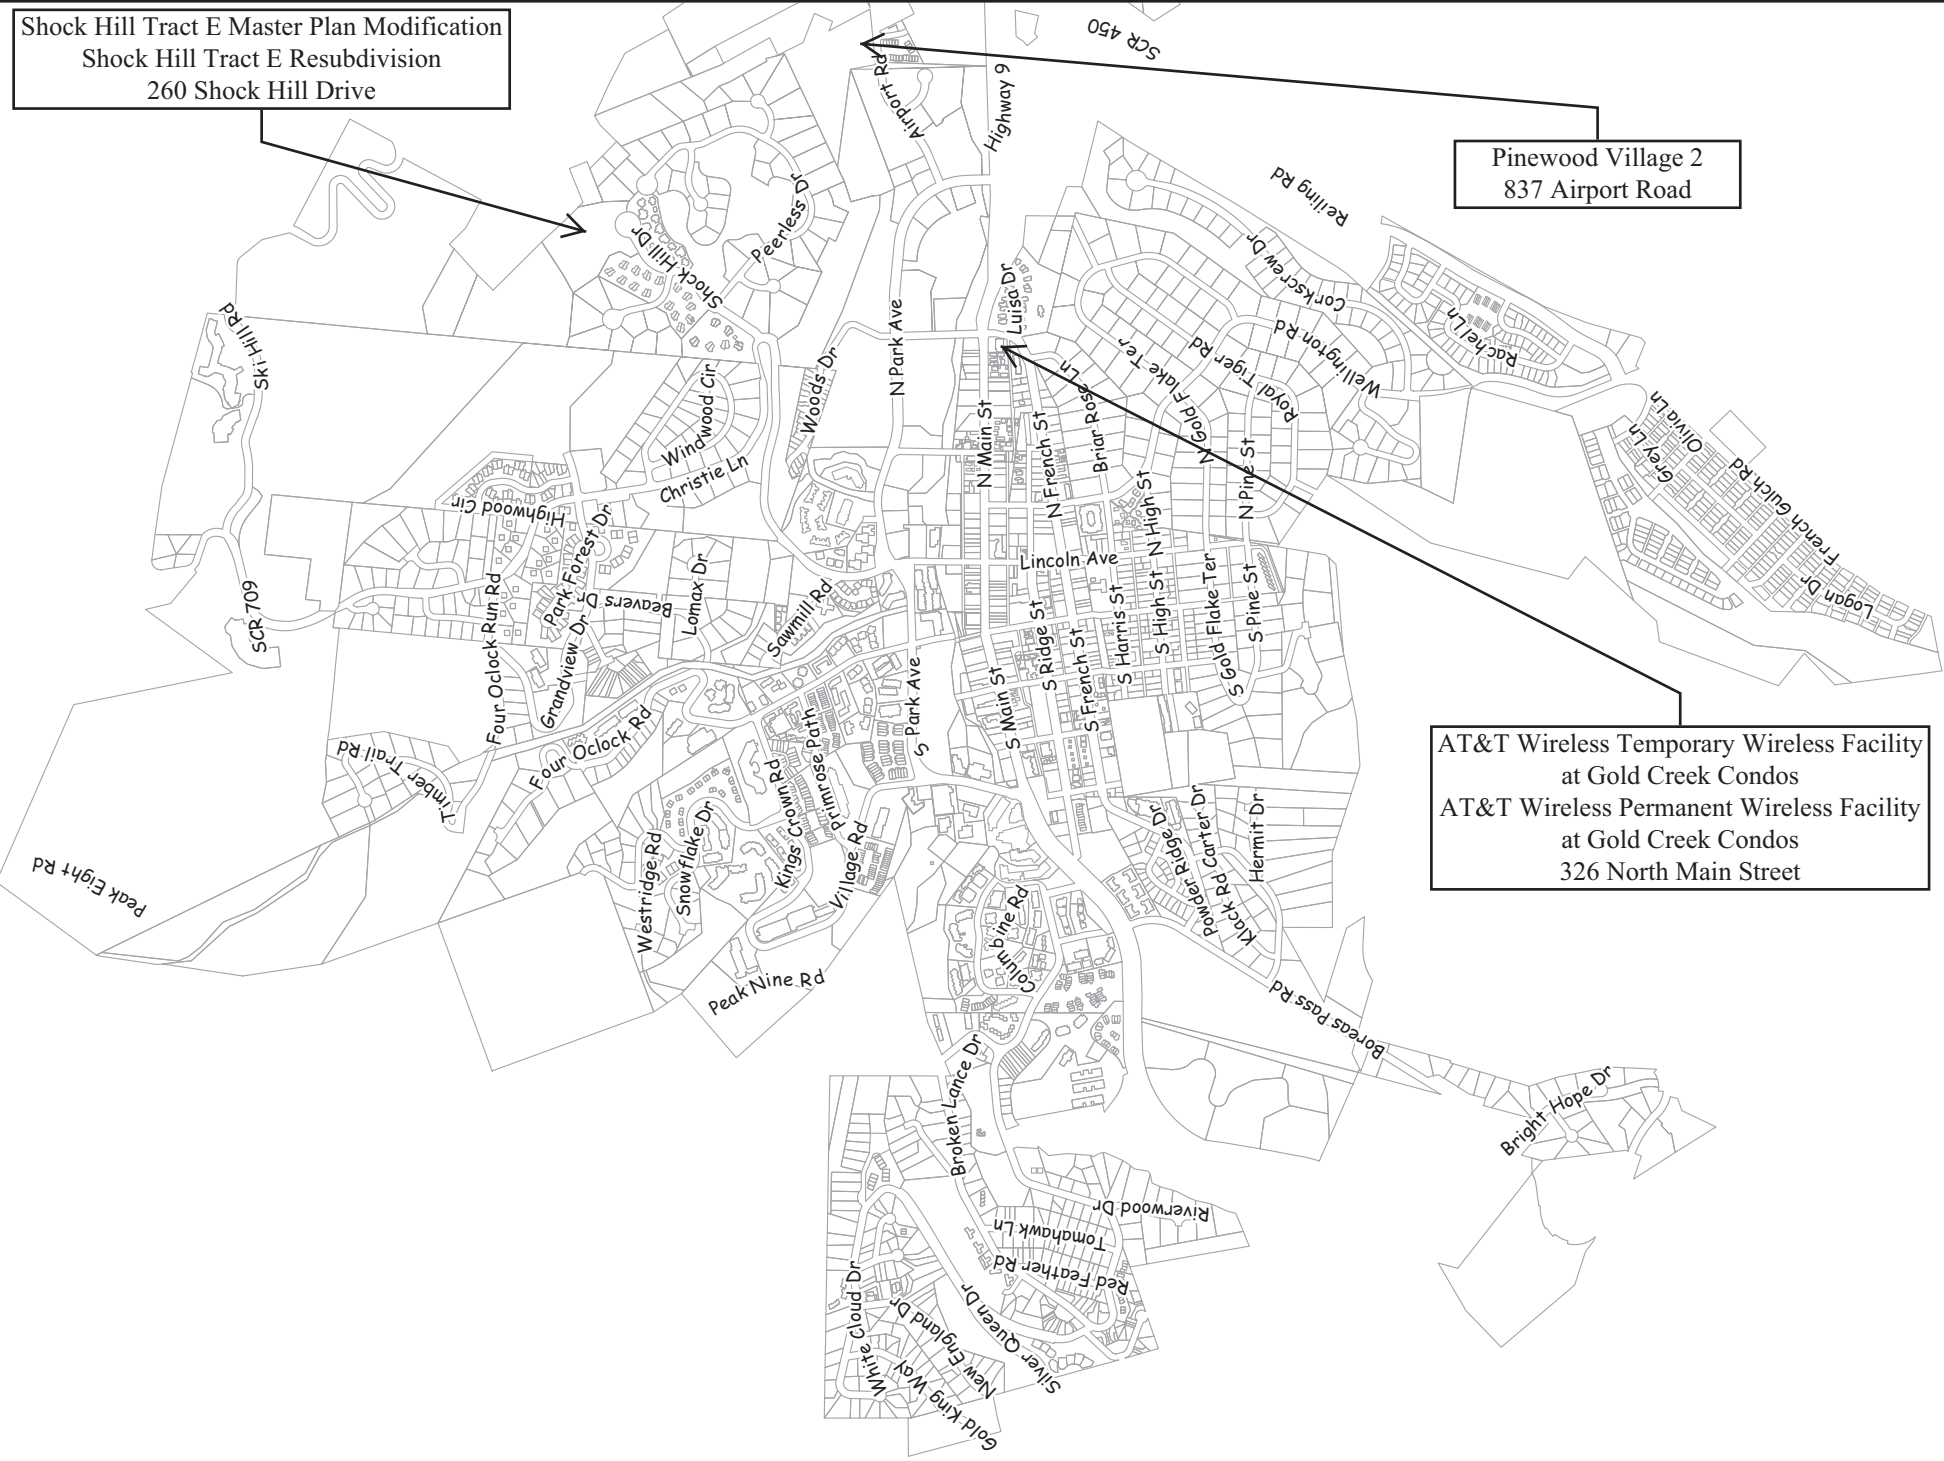 Shock Hill Tract E Master Plan Modification
Shock Hill Tract E Resubdivision
260 Shock Hill Drive
SCR 450
Airport Rd
Highway 9
Pinewood Village 2
837 Airport Road
Reiling Rd
Peerless Dr
Shock Hill Dr
Corkscrew Dr
Luisa Dr
Ski Hill Rd
N Park Ave
Wellington Rd
Rachel Ln
Woods Dr
Gold Flake Ter
Royal Tiger Rd
Royal Tiger Rd
Wellington Rd
Windwood Cir
Christie Ln
N Main St
N French St
Briar Rose Ln
N Gold Flake Ter
N Pine St
Grey Ln
Olivia Ln
French Gulch Rd
Logan Dr
Highwood Cir
Park Forest Dr
N High St
Lincoln Ave
SCR 709
Four Oclock Run Rd
Beavers Dr
Lomax Dr
Sawmill Rd
Grandview Dr
S Ridge St
S French St
S Harris St
S High St
S Gold Flake Ter
S Pine St
S Park Ave
S Main St
Four Oclock Rd
Timber Trail Rd
Primrose Path
Kings Crown Rd
Village Rd
AT&T Wireless Temporary Wireless Facility
at Gold Creek Condos
AT&T Wireless Permanent Wireless Facility
at Gold Creek Condos
326 North Main Street
Peak Eight Rd
Westridge Rd
Snowflake Dr
Powder Ridge Dr
Carter Dr
Klack Rd
Hermit Dr
Columbine Rd
Peak Nine Rd
Boreas Pass Rd
Broken Lance Dr
Bright Hope Dr
Riverwood Dr
Tomahawk Ln
Red Feather Rd
White Cloud Dr
New England Dr
Silver Queen Dr
Gold King Way